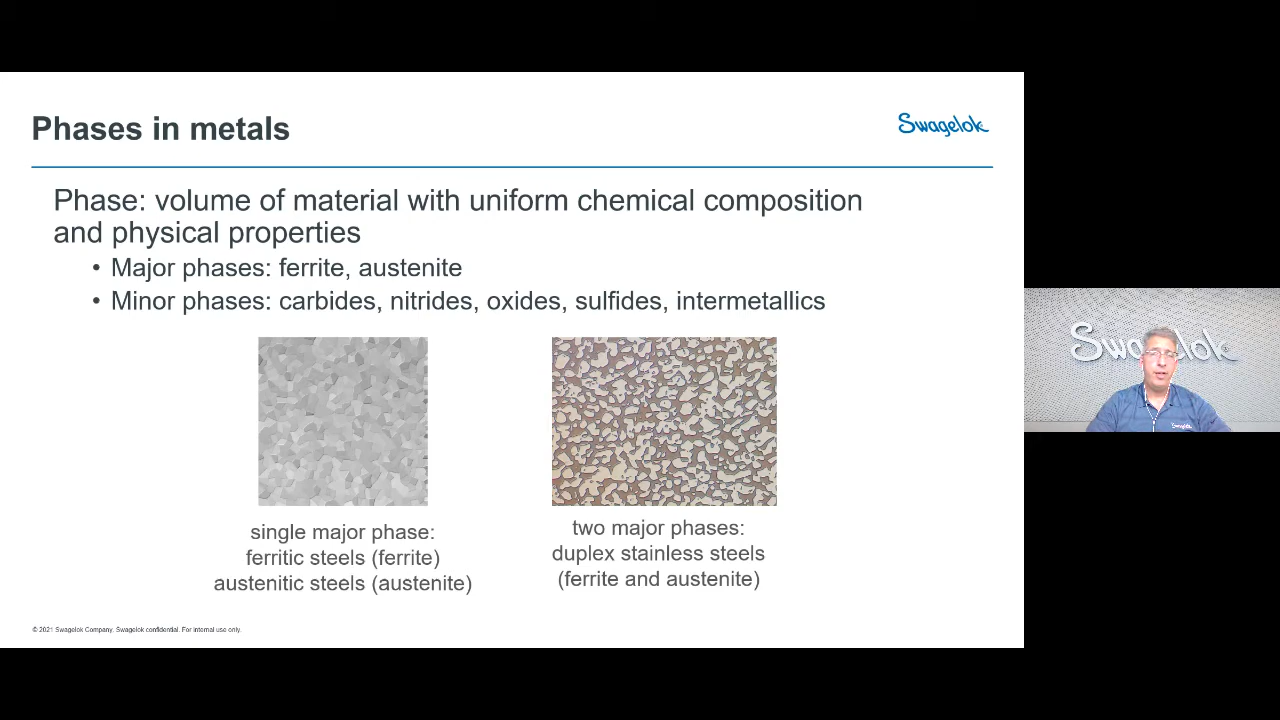 Phases in metals
Swagelok
Phase: volume of material with uniform chemical composition
and physical properties
• Major phases: ferrite, austenite
• Minor phases: carbides, nitrides, oxides, sulfides, intermetallics
single major phase:
ferritic steels (ferrite)
austenitic steels (austenite)
two major phases:
duplex stainless steels
(ferrite and austenite)
© 2021 Swagelok Company. Swagelok confidential. For internal use only.
Swagelok
Swagelok